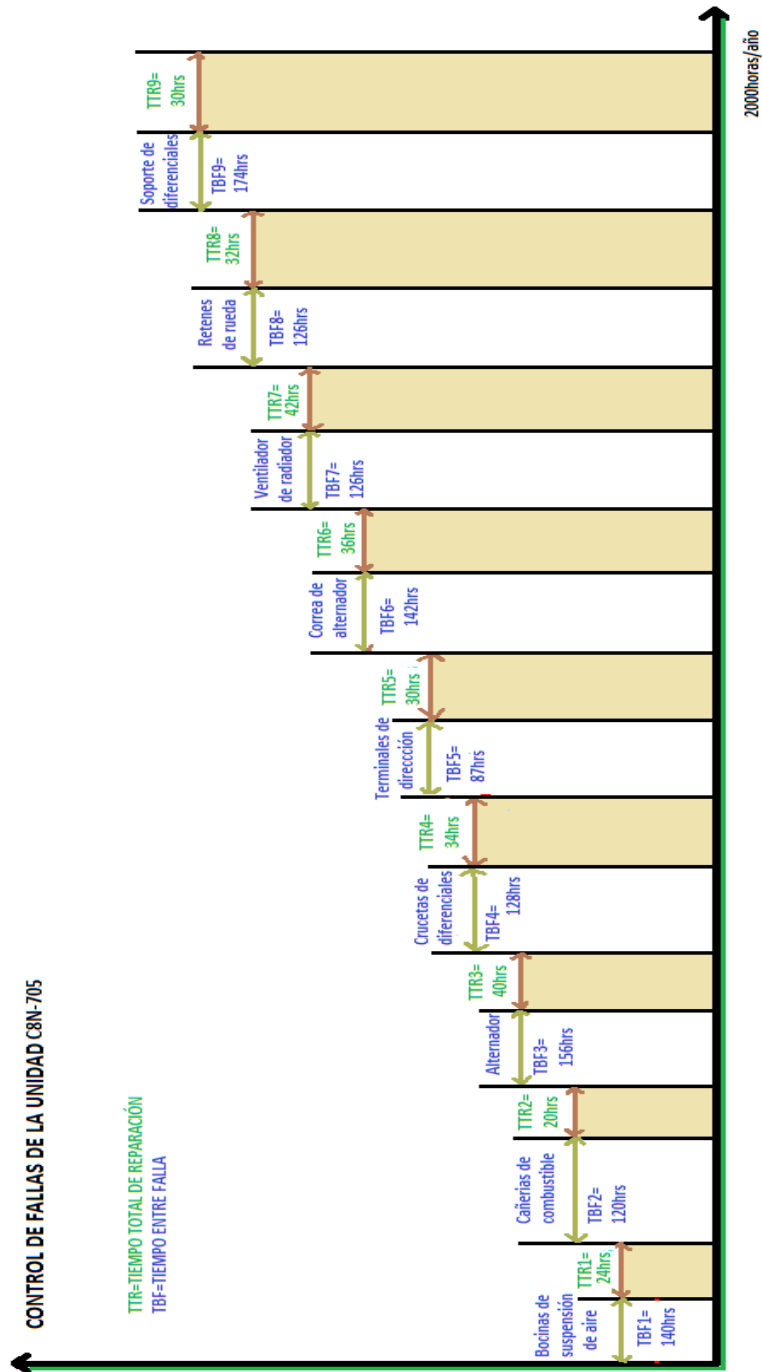 CONTROL DE FALLAS DE LA UNIDAD C8N-705
TTR=TIEMPO TOTAL DE REPARACIÓN
TBF=TIEMPO ENTRE FALLA
Bocinas de
suspensión
de aire
TBF1=
140hrs
TTR1=
24hrs,
Cañerias de
combustible
TBF2=
120hrs
TTR2=
20hrs
Alternador
TBF3=
156hrs
TTR3=
40hrs
Crucetas de
diferenciales
TBF4=
128hrs
TTR4=
34hrs
Terminales de
direccción
TBF5=
87hrs
TTR5=
30hrs
Correa de
alternador
TBF6=
142hrs
TTR6=
36hrs
Ventilador
de radiador
TBF7=
126hrs
TTR7=
42hrs
Retenes
de rueda
TBF8=
126hrs
TTR8=
32hrs
Soporte de
diferenciales
TBF9=
174hrs
TTR9=
30hrs
2000horas/año